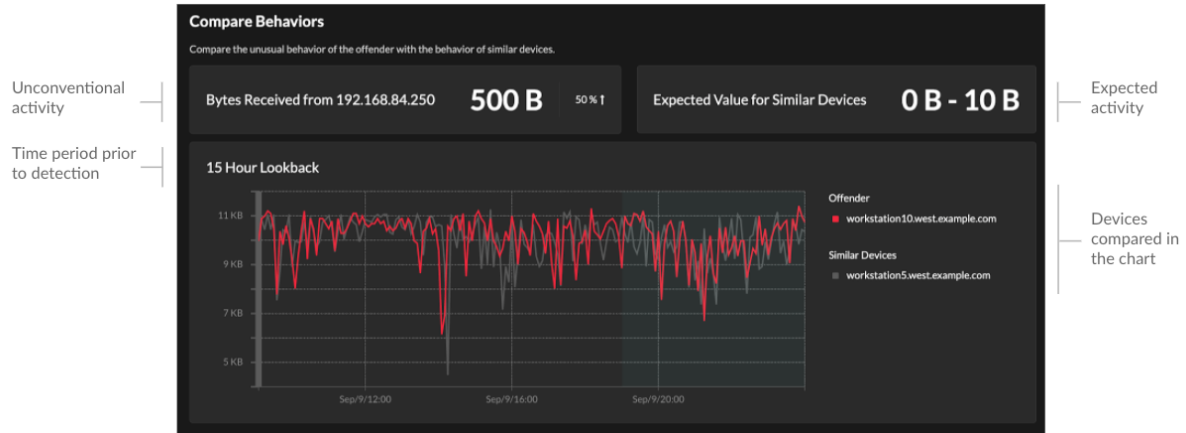 Compare Behaviors
Compare the unusual behavior of the offender with the behavior of similar devices.
Unconventional
activity
Bytes Received from 192.168.84.250
500 B
50 % ↑
Expected Value for Similar Devices
0 B - 10 B
Expected
activity
Time period prior
to detection
15 Hour Lookback
11 KB
9 KB
7 KB
5 KB
Sep/9/12:00
Sep/9/16:00
Sep/9/20:00
Offender
workstation10.west.example.com
Similar Devices
workstation5.west.example.com
Devices
compared in
the chart